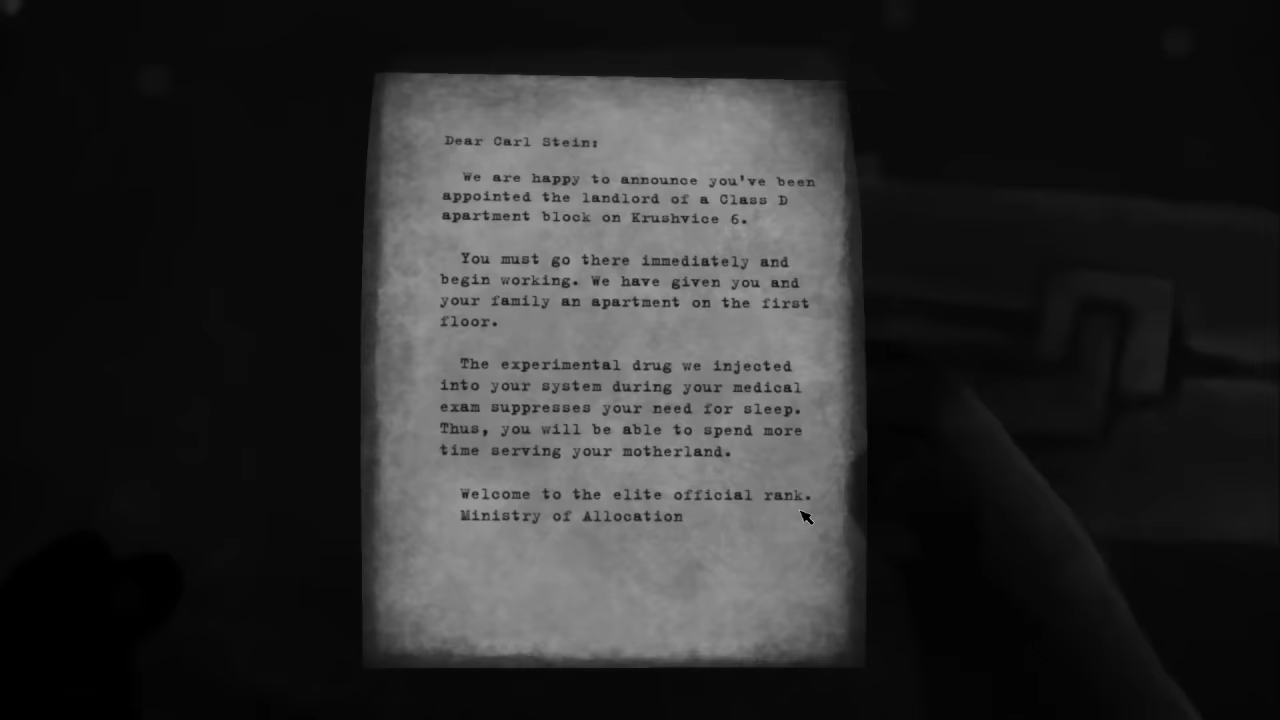 Dear Carl Stein:
We are happy to announce you've been
appointed the landlord of a Class D
apartment block on Krushvice 6.
You must go there immediately and
begin working. We have given you and
your family an apartment on the first
floor.
The experimental drug we injected
into your system during your medical
exam suppresses your need for sleep.
Thus, you will be able to spend more
time serving your motherland.
Welcome to the elite official rank.
Ministry of Allocation